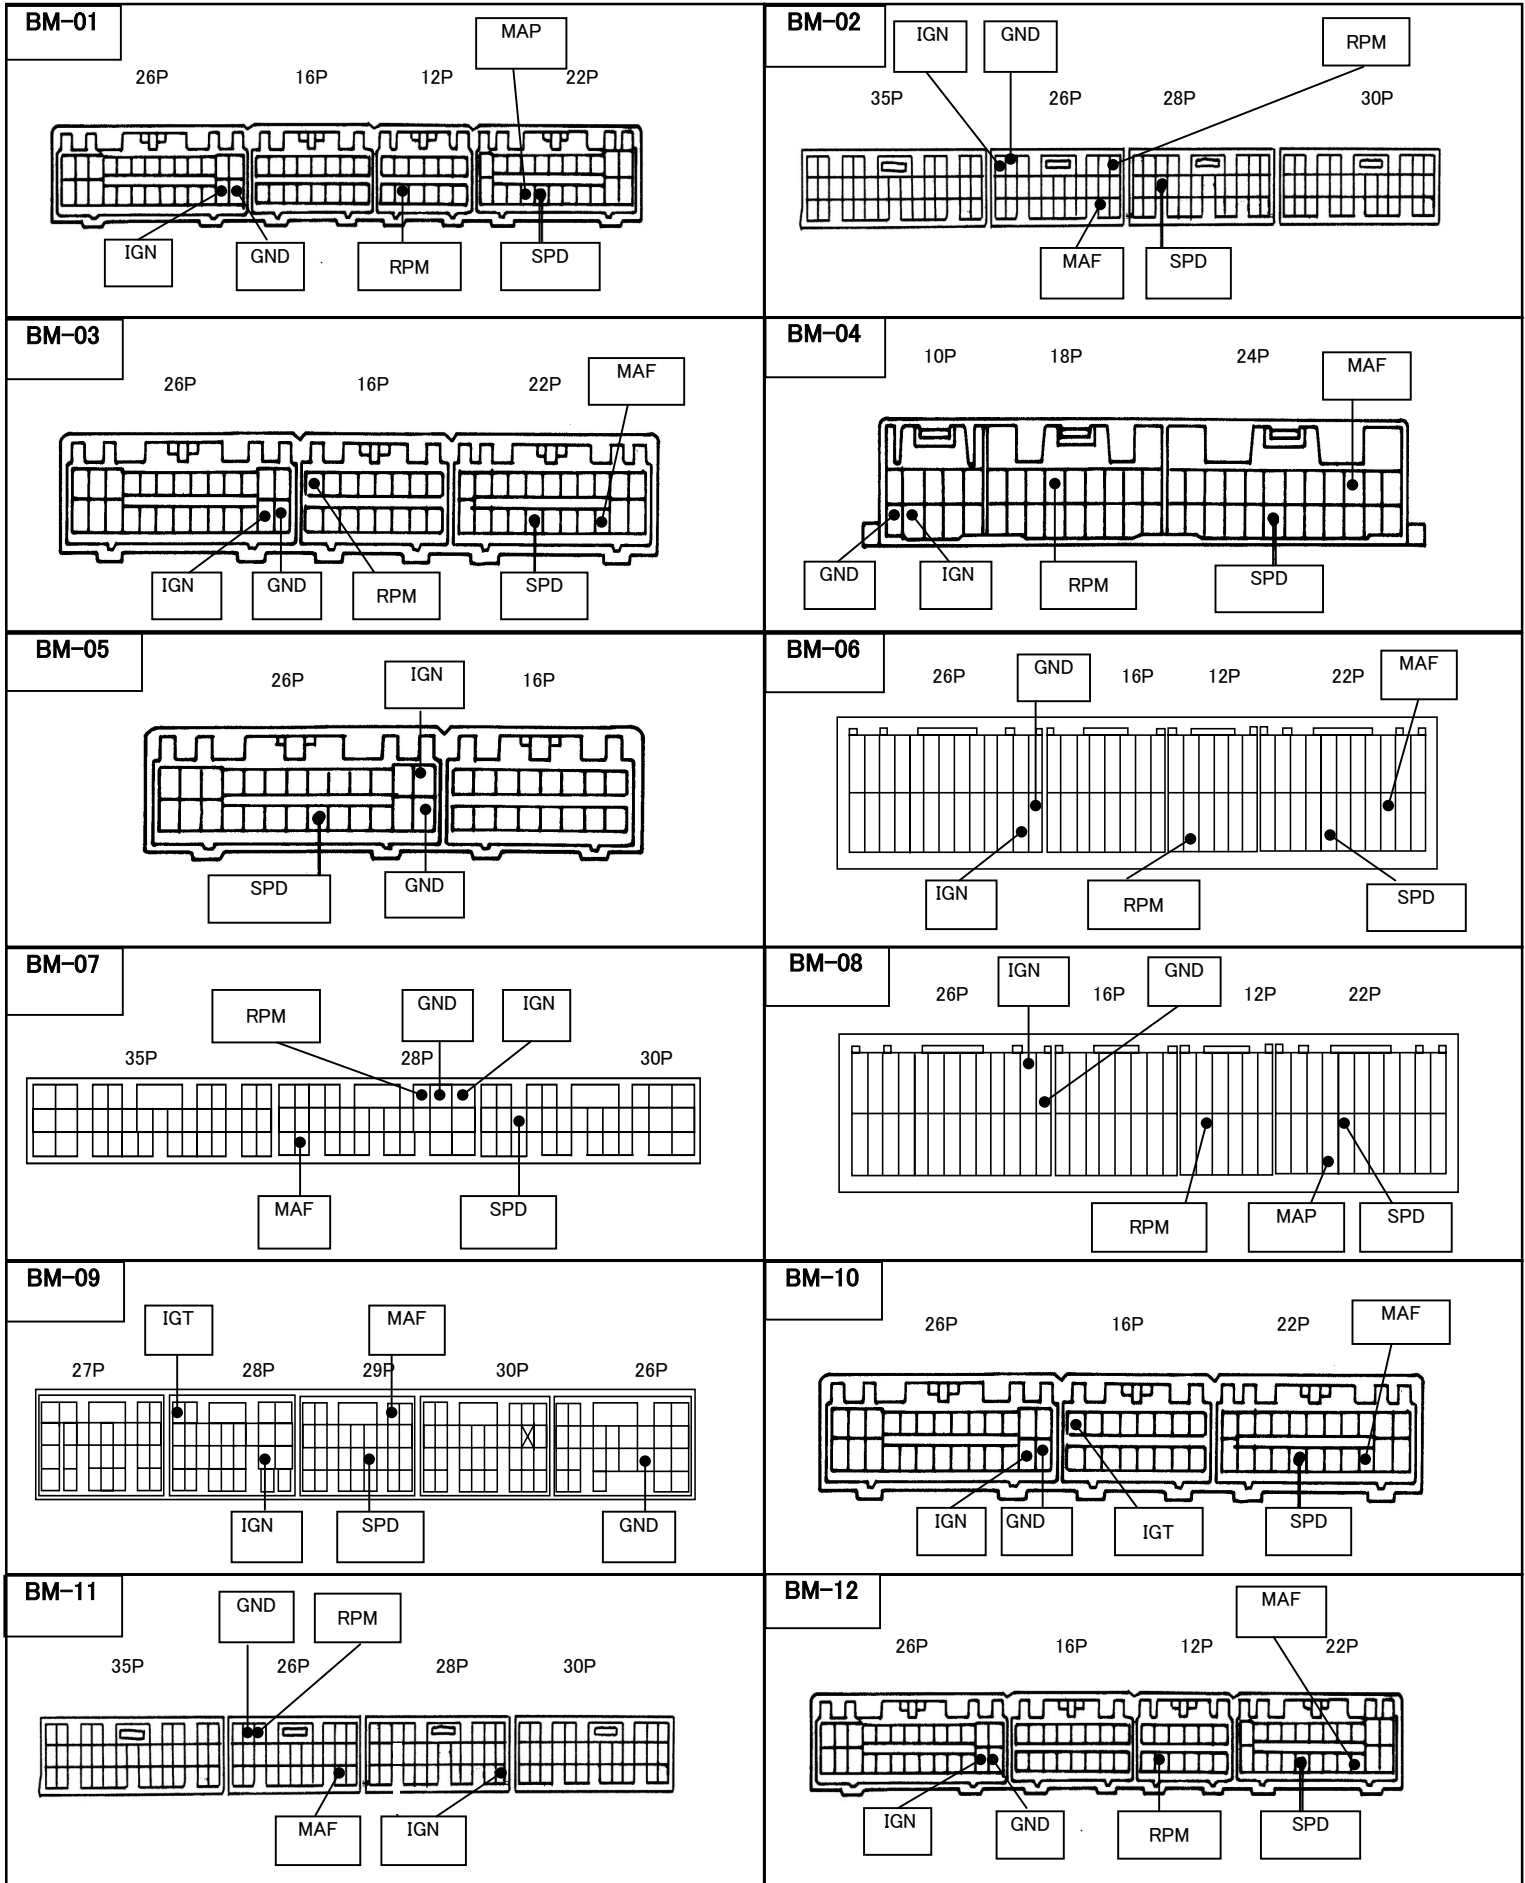 BM-01
MAP
26P 16P 12P 22P
IGN GND RPM SPD
BM-02
IGN GND RPM
35P 26P 28P 30P
MAF SPD
BM-03
26P 16P 22P MAF
IGN GND RPM SPD
BM-04
10P 18P 24P MAF
GND IGN RPM SPD
BM-05
26P IGN 16P
SPD GND
BM-06
26P GND 16P 12P 22P MAF
IGN RPM SPD
BM-07
RPM GND IGN
35P 28P 30P
MAF SPD
BM-08
26P IGN 16P GND 12P 22P
RPM MAP SPD
BM-09
IGT MAF
27P 28P 29P 30P 26P
IGN SPD GND
BM-10
26P 16P 22P MAF
IGN GND IGT SPD
BM-11
GND RPM
35P 26P 28P 30P
MAF IGN
BM-12
MAF
26P 16P 12P 22P
IGN GND RPM SPD